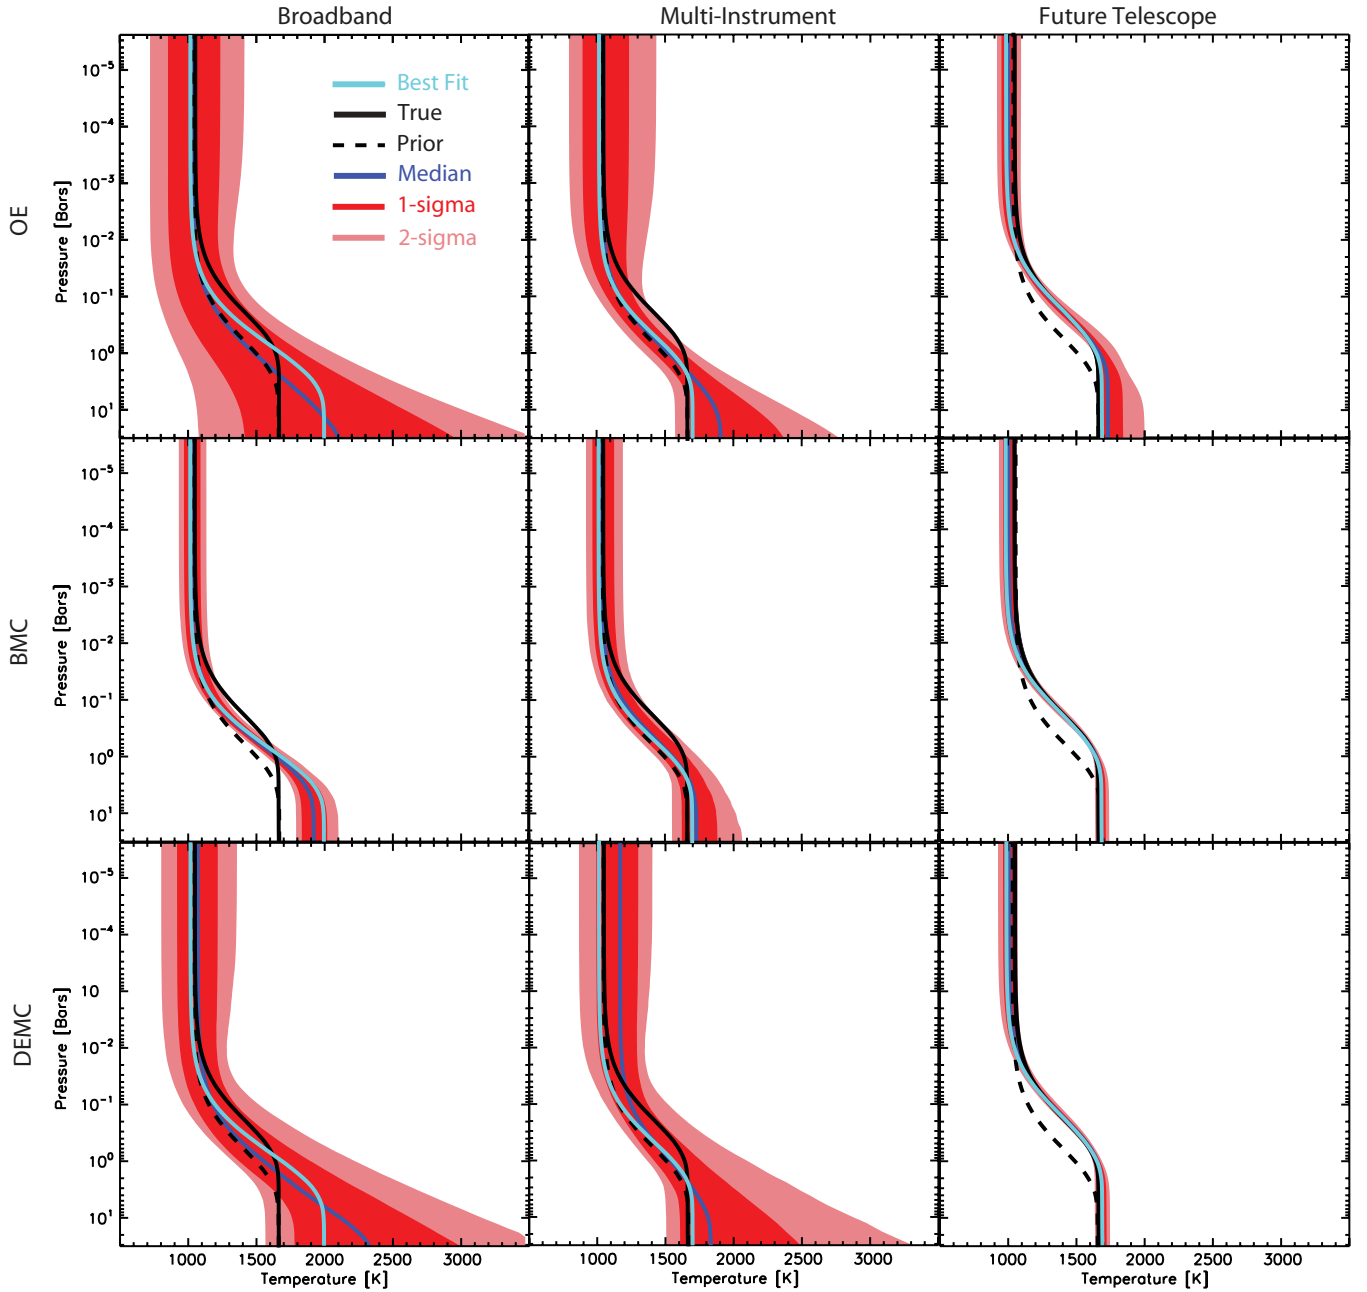 Broadband Multi-Instrument Future Telescope
Best Fit
True
Prior
Median
1-sigma
2-sigma
OE
Pressure [Bars]
10⁻⁵
10⁻⁴
10⁻³
10⁻²
10⁻¹
10⁰
10¹
BMC
Pressure [Bars]
10⁻⁵
10⁻⁴
10⁻³
10⁻²
10⁻¹
10⁰
10¹
DEMC
Pressure [Bars]
10⁻⁵
10⁻⁴
10
10⁻²
10⁻¹
10⁰
10¹
1000 1500 2000 2500 3000 1000 1500 2000 2500 3000 1000 1500 2000 2500 3000
Temperature [K] Temperature [K] Temperature [K]